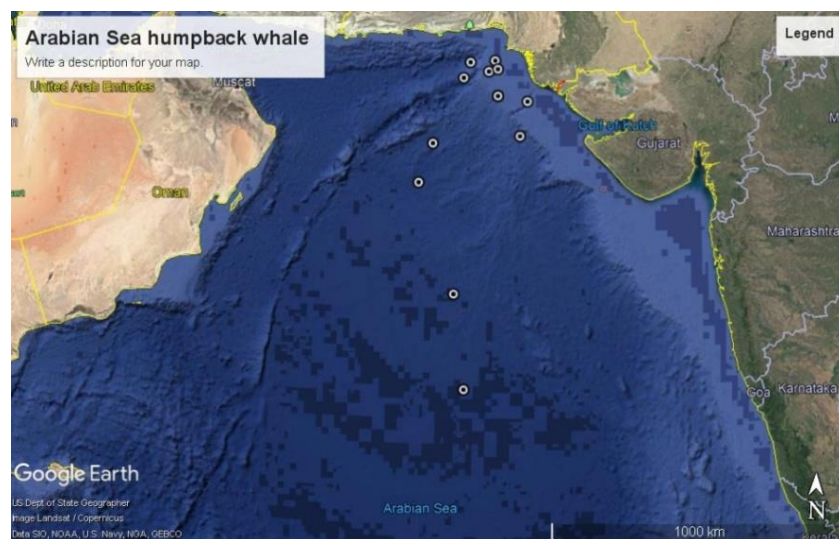 Arabian Sea humpback whale
Write a description for your map.
Legend
United Arab Emirates
Muscat
Oman
Gulf of Kutch
Gujarat
Maharashtra
Karnataka
Goa
Arabian Sea
Google Earth
US Dept of State Geographer
Image Landsat / Copernicus
Data SIO, NOAA, U.S. Navy, NGA, GEBCO
1000 km
N